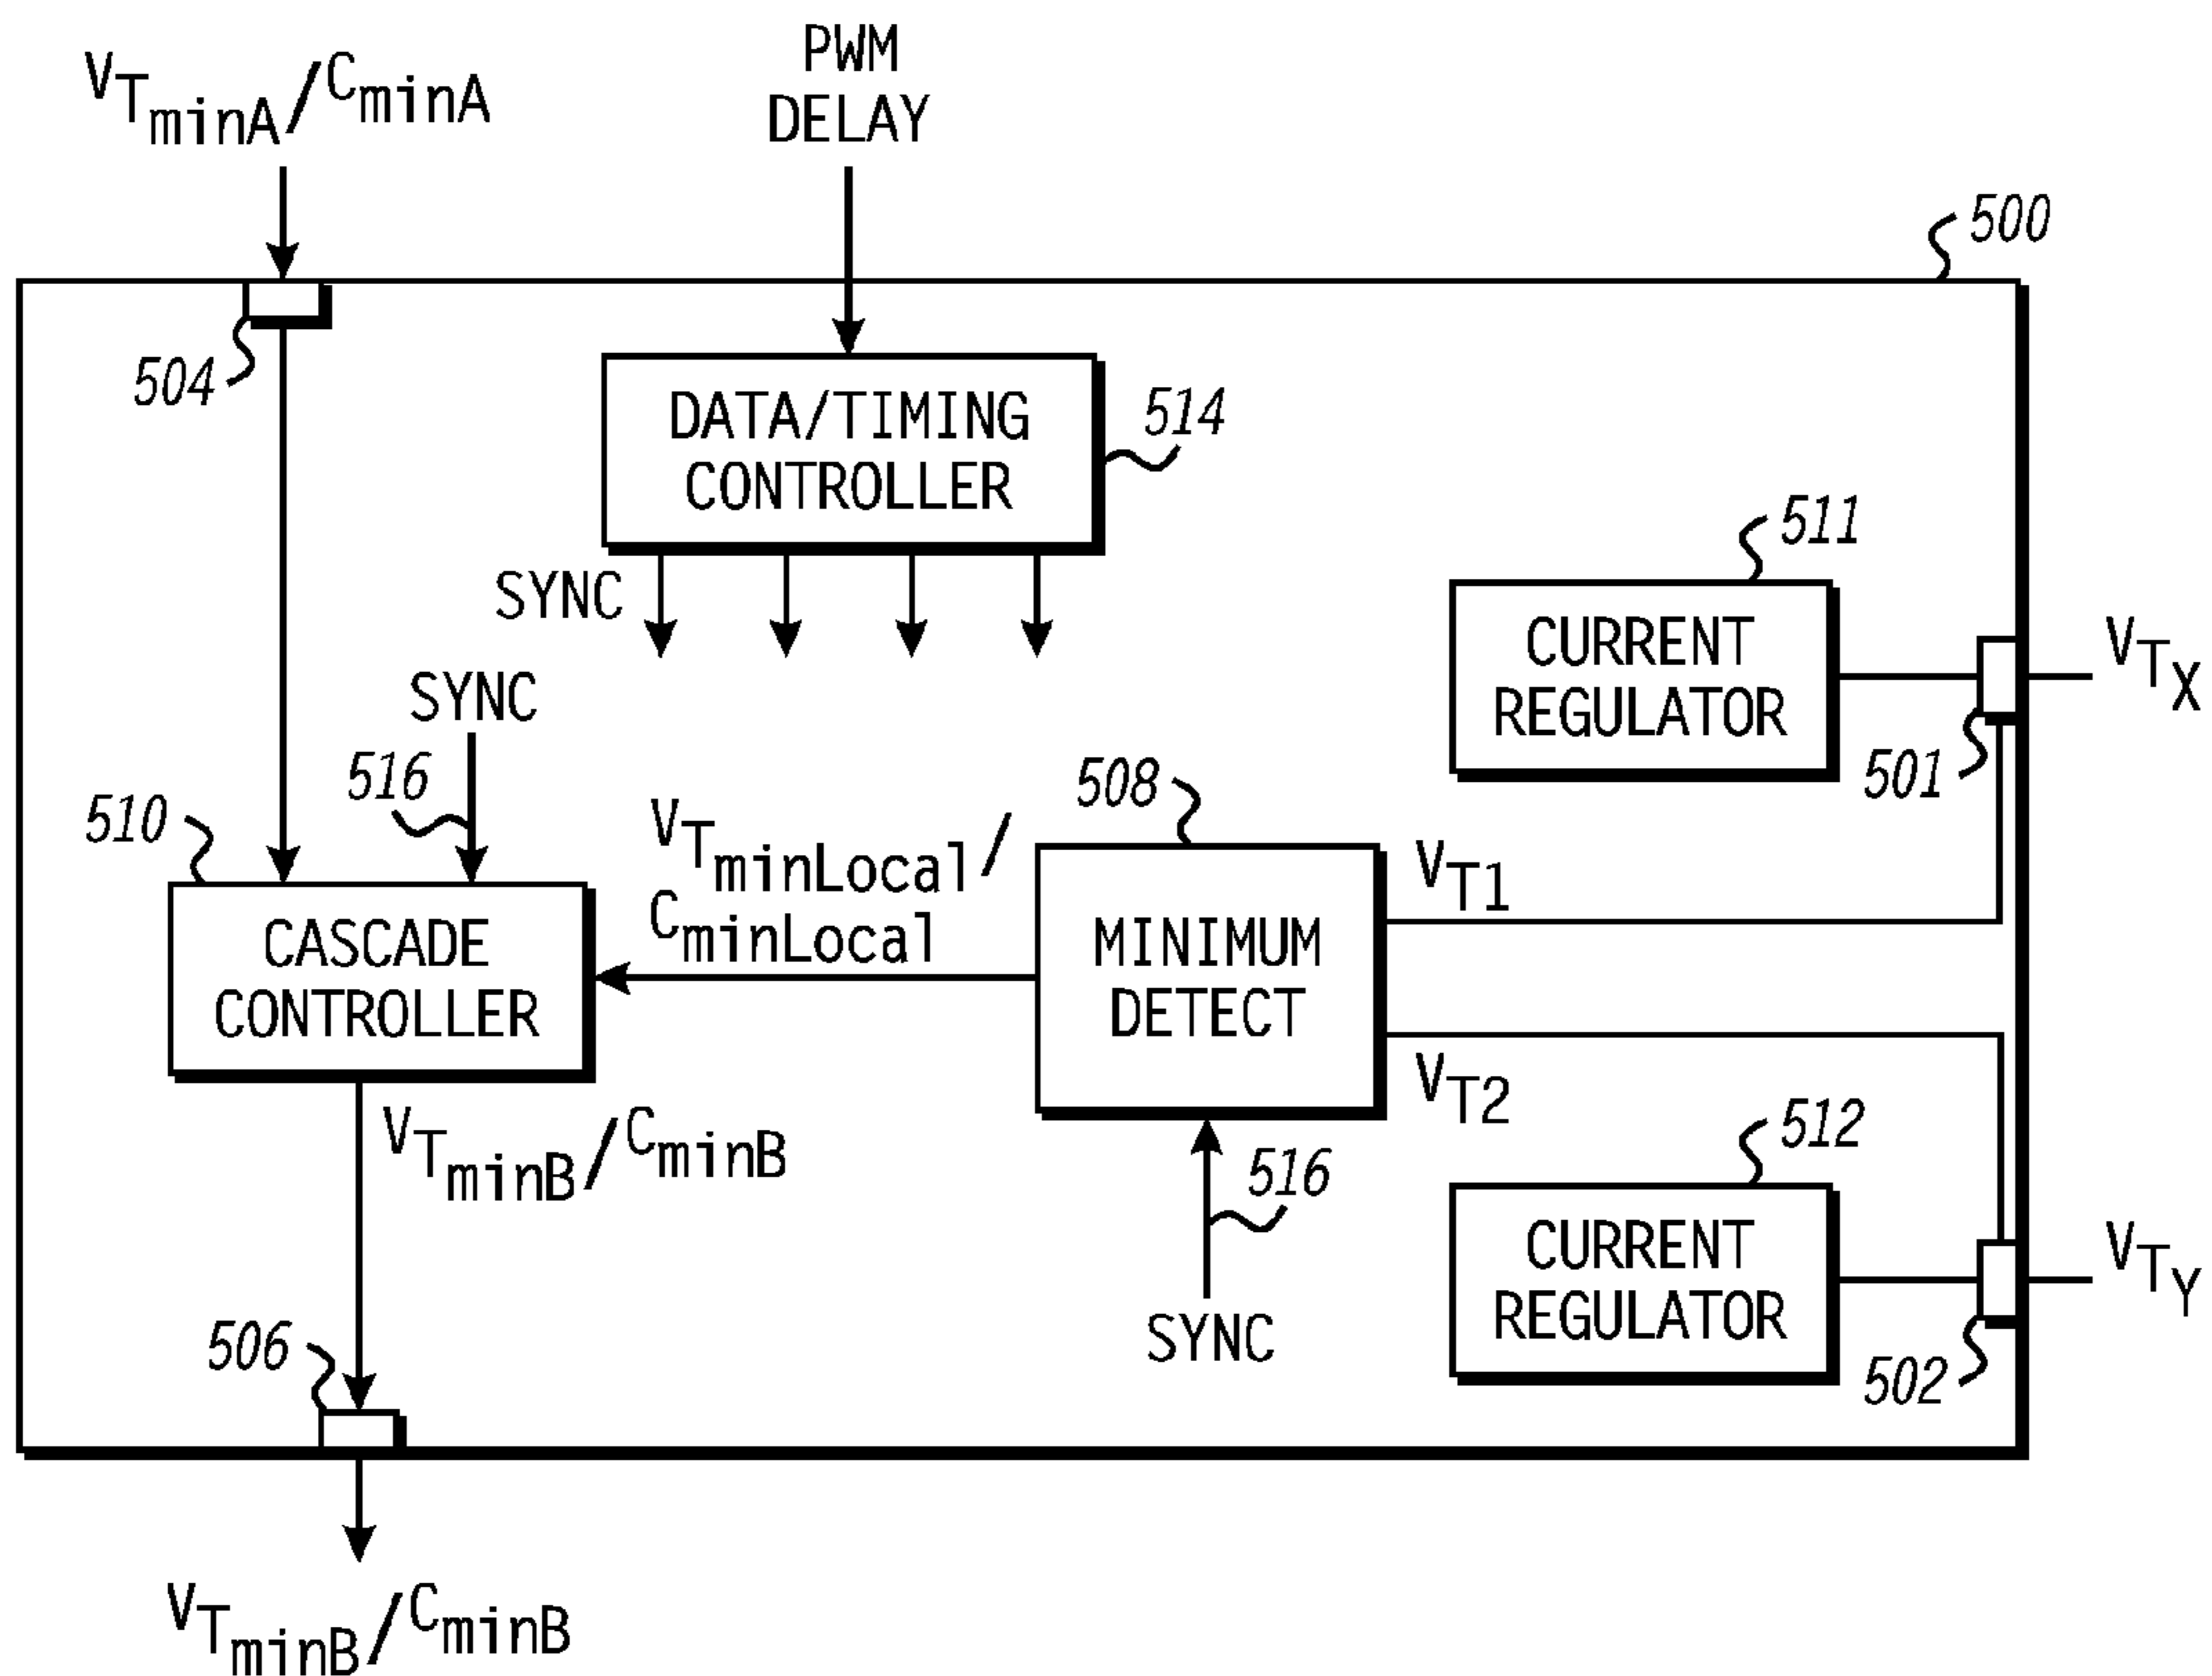 VTminA/CminA
PWM
DELAY
500
504
DATA/TIMING
CONTROLLER
514
SYNC
511
CURRENT
REGULATOR
VTX
501
SYNC
516
510
508
VTminLocal/
CminLocal
VT1
CASCADE
CONTROLLER
MINIMUM
DETECT
VT2
VTminB/CminB
516
512
CURRENT
REGULATOR
VTY
SYNC
506
502
VTminB/CminB